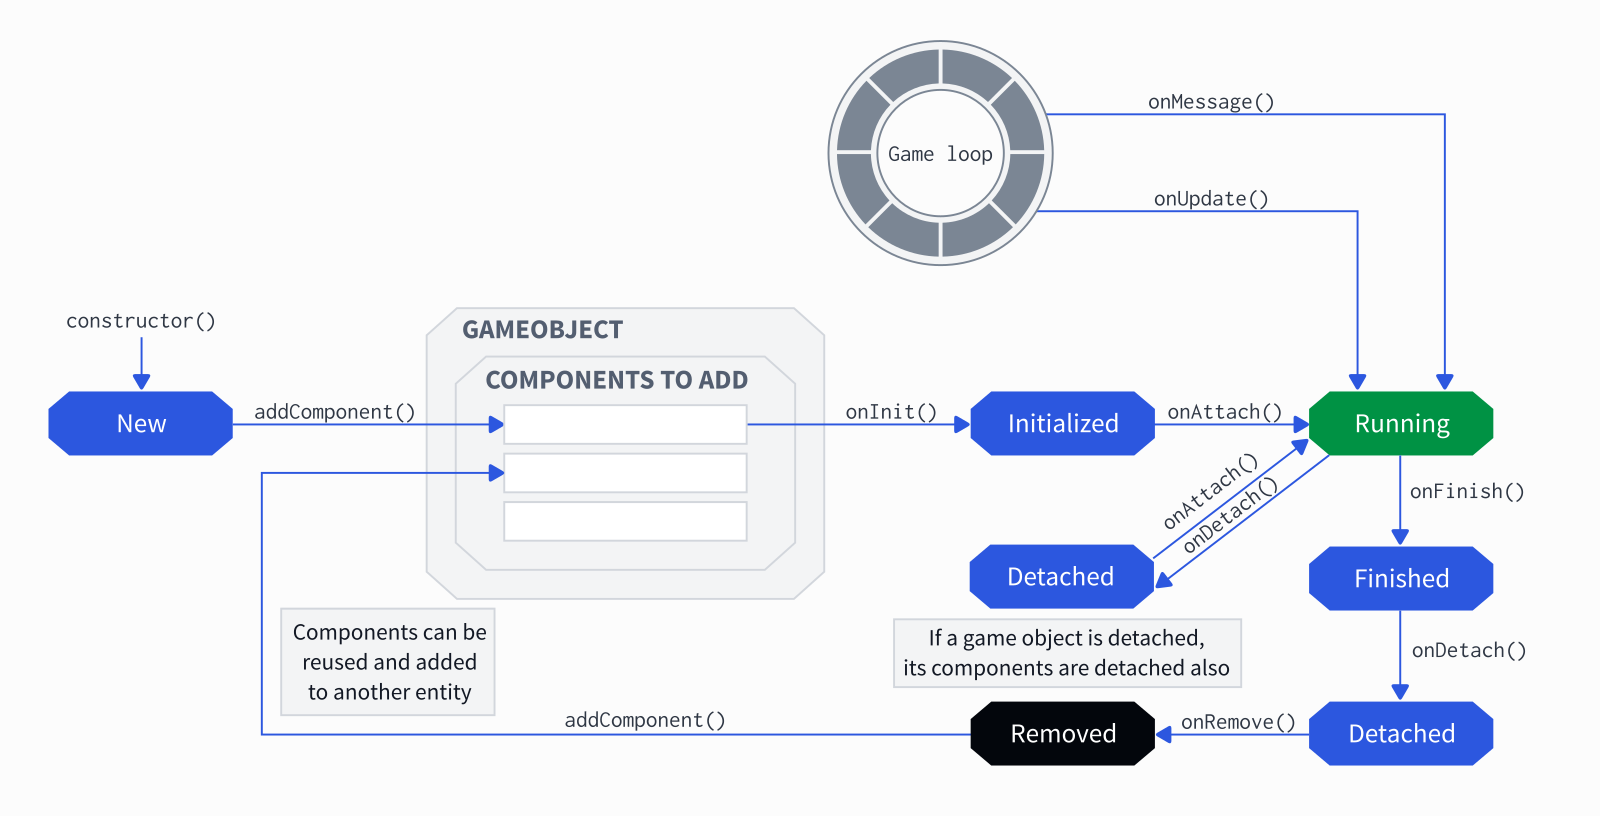 onMessage()
Game loop
onUpdate()
constructor()
GAMEOBJECT
COMPONENTS TO ADD
New
addComponent()
onInit()
Initialized
onAttach()
Running
onAttach()
onDetach()
onFinish()
Detached
Finished
If a game object is detached,
its components are detached also
Components can be
reused and added
to another entity
onDetach()
addComponent()
Removed
onRemove()
Detached